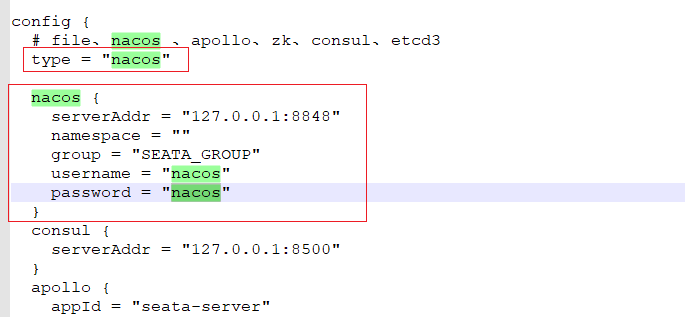 config {
  # file、nacos 、apollo、zk、consul、etcd3
  type = "nacos"
  nacos {
    serverAddr = "127.0.0.1:8848"
    namespace = ""
    group = "SEATA_GROUP"
    username = "nacos"
    password = "nacos"
  }
  consul {
    serverAddr = "127.0.0.1:8500"
  }
  apollo {
    appId = "seata-server"